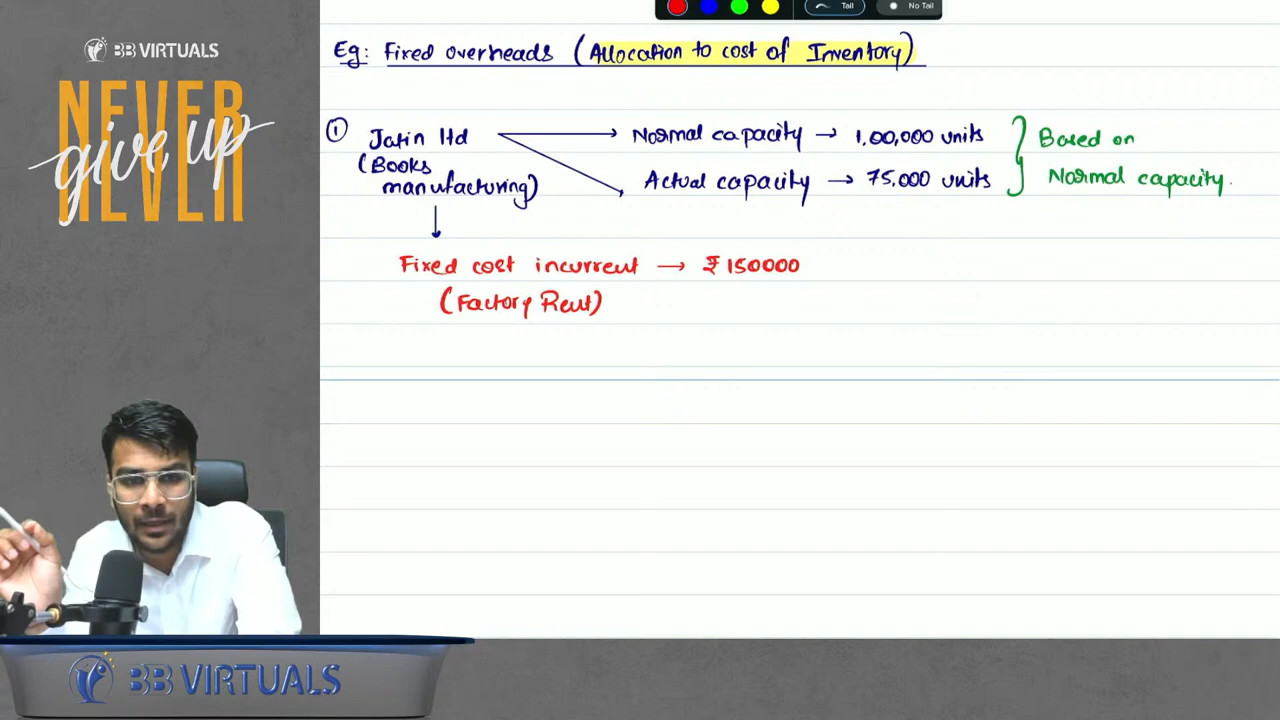 Tail
No Tail
BB VIRTUALS
NEVER
give up
NEVER
Eg: Fixed overheads (Allocation to cost of Inventory)
① Jatin ltd → Normal capacity → 1,00,000 units
(Books manufacturing) Actual capacity → 75,000 units
Based on
Normal capacity.
Fixed cost incurrent → ₹150000
(Factory Rent)
BB VIRTUALS